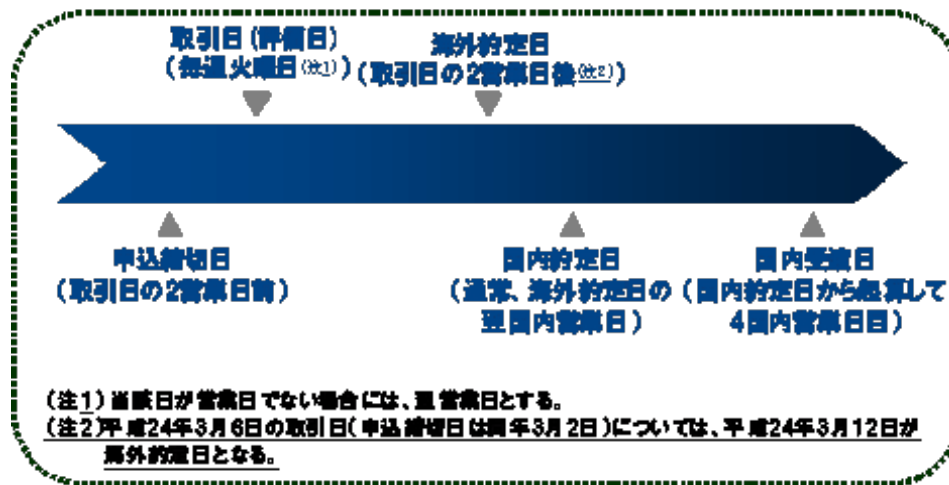 取引日(評価日)
(毎週火曜日(注1))
海外約定日
(取引日の2営業日後(注2))
申込締切日
(取引日の2営業日前)
国内約定日
(通常、海外約定日の
翌国内営業日)
国内受渡日
(国内約定日から起算して
4国内営業日目)
(注1)当該日が営業日でない場合には、翌営業日とする。
(注2)平成24年3月6日の取引日(申込締切日は同年3月2日)については、平成24年3月12日が
海外約定日となる。